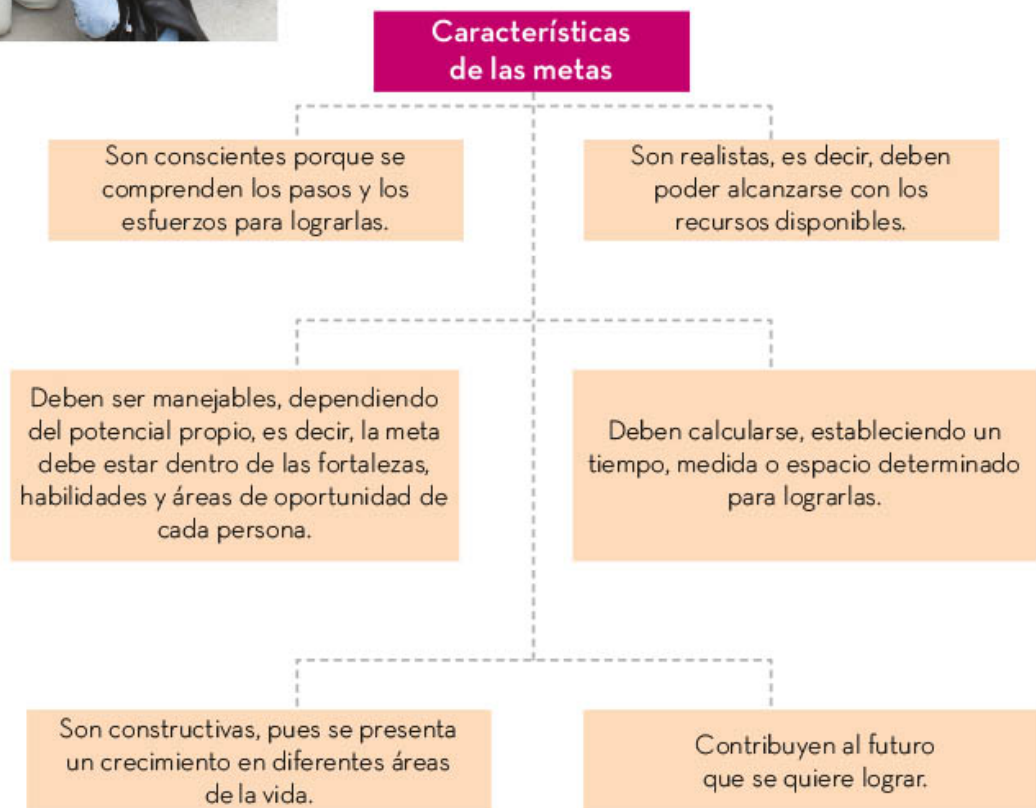 Características
de las metas
Son conscientes porque se
comprenden los pasos y los
esfuerzos para lograrlas.
Son realistas, es decir, deben
poder alcanzarse con los
recursos disponibles.
Deben ser manejables, dependiendo
del potencial propio, es decir, la meta
debe estar dentro de las fortalezas,
habilidades y áreas de oportunidad de
cada persona.
Deben calcularse, estableciendo un
tiempo, medida o espacio determinado
para lograrlas.
Son constructivas, pues se presenta
un crecimiento en diferentes áreas
de la vida.
Contribuyen al futuro
que se quiere lograr.